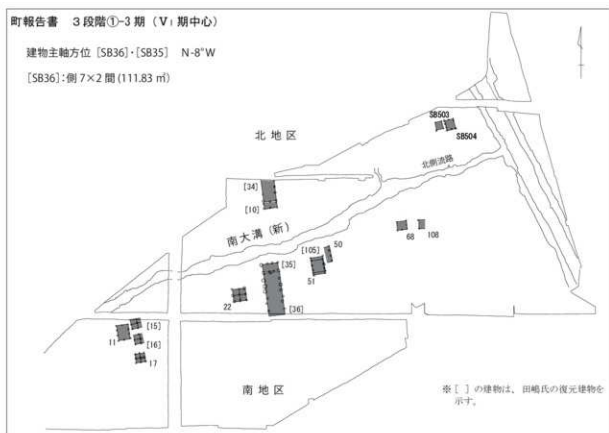 町報告書 3段階①-3期(Ⅴ₁期中心)
建物主軸方位 [SB36]・[SB35] N-8°W
[SB36]:側7×2間(111.83㎡)
SB503
SB504
北地区
北側流路
[34]
[10]
南大溝(新)
68
108
[105]
50
51
[35]
[36]
22
[15]
[16]
11
17
南地区
※[ ]の建物は、田嶋氏の復元建物を
示す。